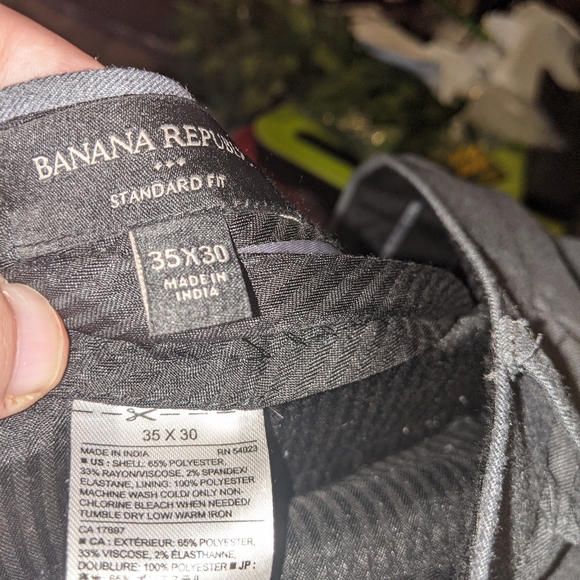 BANANA REPUBLIC
STANDARD FIT
35X30
MADE IN
INDIA
35 X 30
MADE IN INDIA RN 54023
■ US : SHELL: 65% POLYESTER,
33% RAYON/VISCOSE, 2% SPANDEX/
ELASTANE, LINING: 100% POLYESTER
MACHINE WASH COLD/ ONLY NON-
CHLORINE BLEACH WHEN NEEDED/
TUMBLE DRY LOW/ WARM IRON
CA 17897
■ CA : EXTÉRIEUR: 65% POLYESTER,
33% VISCOSE, 2% ÉLASTHANNE,
DOUBLURE: 100% POLYESTER ■ JP :